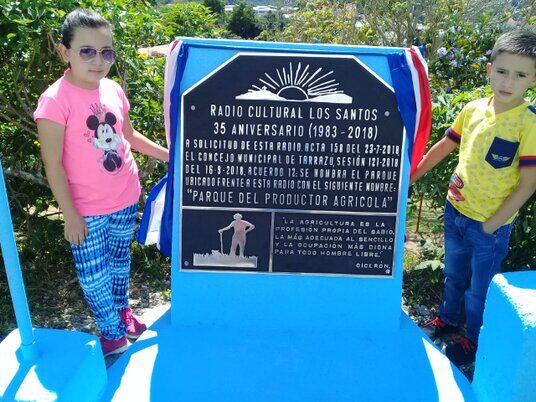 RADIO CULTURAL LOS SANTOS
35 ANIVERSARIO (1983-2018)
A SOLICITUD DE ESTA RADIO, ACTA 158 DEL 23-7-2018
EL CONCEJO MUNICIPAL DE TARRAZU, SESIÓN 121-2018
DEL 16-8-2018, ACUERDO 12: SE NOMBRA EL PARQUE
UBICADO FRENTE A ESTA RADIO CON EL SIGUIENTE NOMBRE:
"PARQUE DEL PRODUCTOR AGRICOLA"
"LA AGRICULTURA ES LA
PROFESIÓN PROPIA DEL SABIO,
LA MÁS ADECUADA AL SENCILLO
Y LA OCUPACIÓN MÁS DIGNA
PARA TODO HOMBRE LIBRE."
CICERÓN.